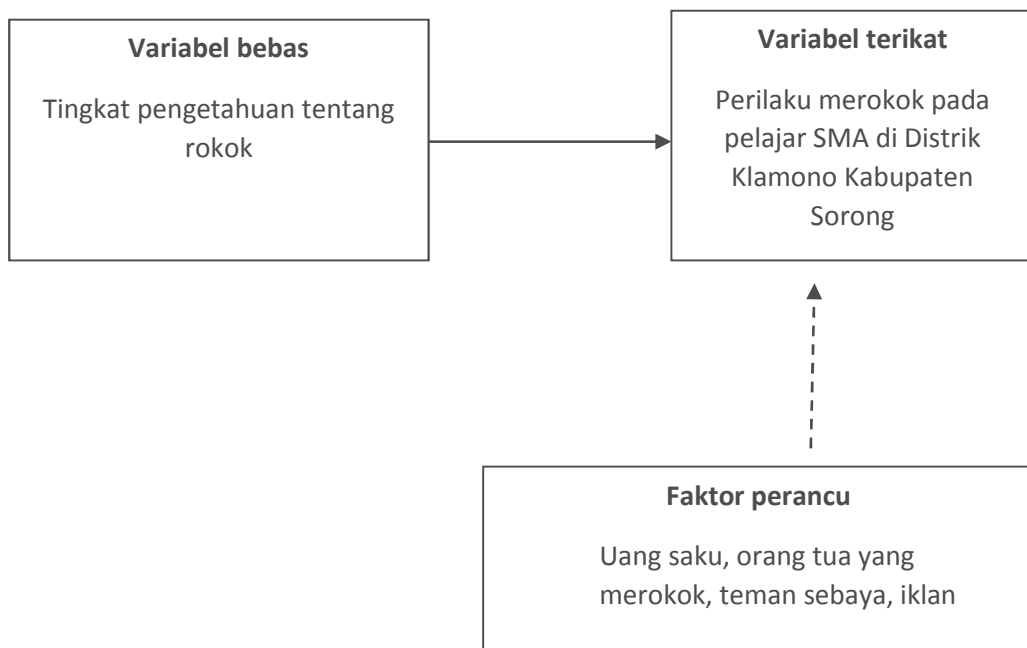 Variabel bebas
Tingkat pengetahuan tentang
rokok
Variabel terikat
Perilaku merokok pada
pelajar SMA di Distrik
Klamono Kabupaten
Sorong
Faktor perancu
Uang saku, orang tua yang
merokok, teman sebaya, iklan